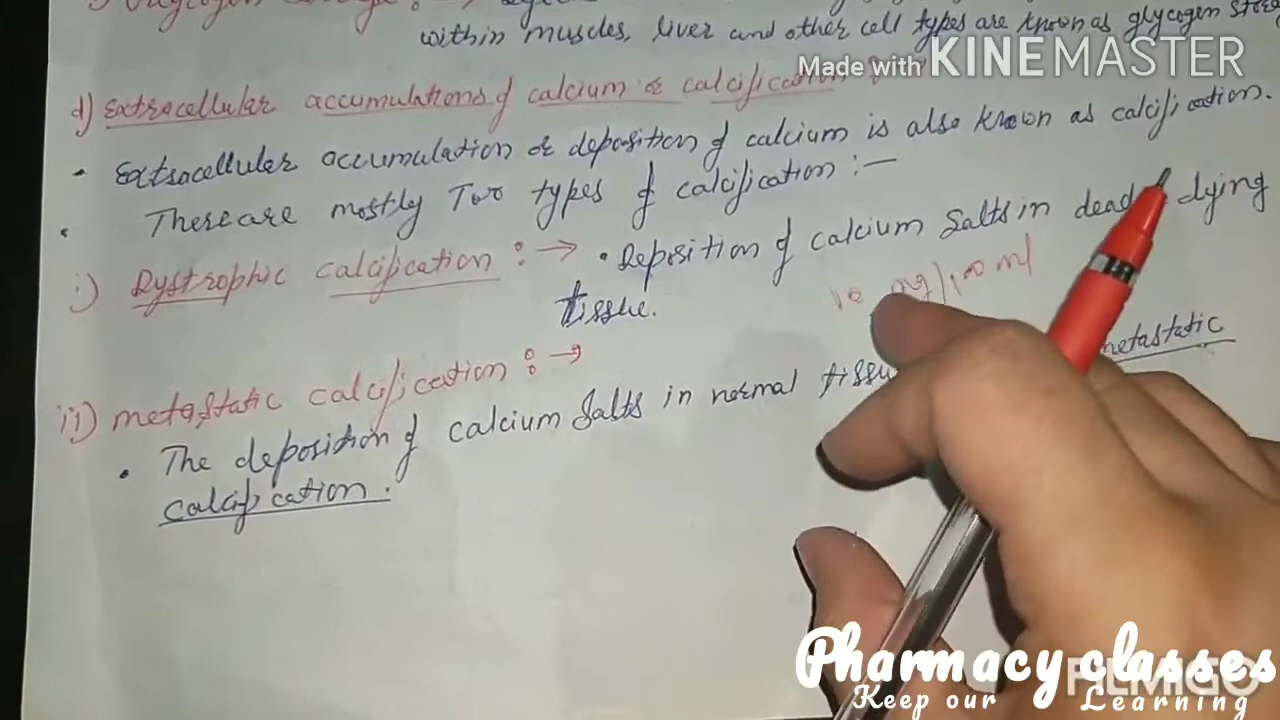 within muscles, liver and other cell types are known as glycogen
Made with KINEMASTER
d) Extracellular accumulations of calcium & calcification
• Extracellular accumulation & deposition of calcium is also known as calcification.
• There are mostly Two types of calcification :-
i) Dystrophic calcification : → • Deposition of calcium salts in dead dying
tissue.
10 mg/100 ml
ii) metastatic calcification : →
• The deposition of calcium salts in normal tissu metastatic
calcification.
Pharmacy classes
FILMIGO
Keep our Learning